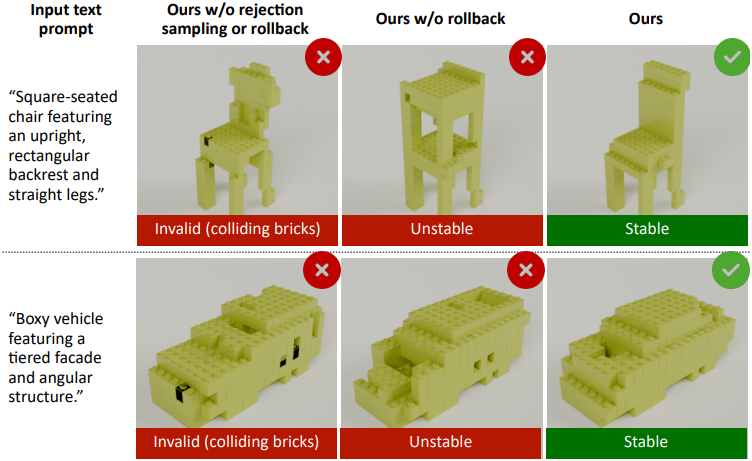 Input text
prompt
Ours w/o rejection
sampling or rollback
Ours w/o rollback
Ours
“Square-seated
chair featuring
an upright,
rectangular
backrest and
straight legs.”
Invalid (colliding bricks)
Unstable
Stable
“Boxy vehicle
featuring a
tiered facade
and angular
structure.”
Invalid (colliding bricks)
Unstable
Stable